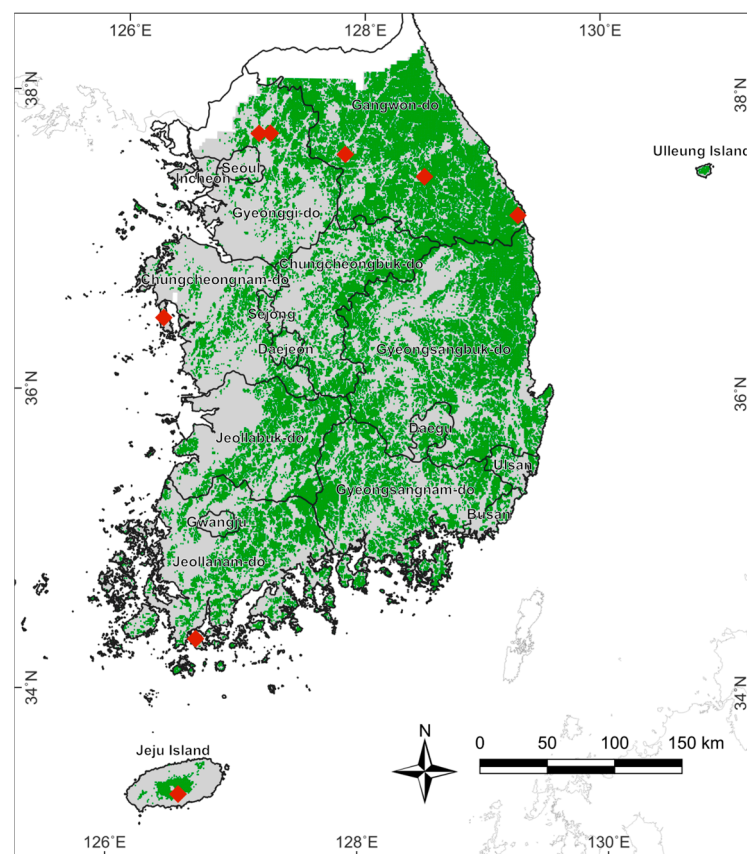 126°E 128°E 130°E
38°N 38°N
Gangwon-do
Ulleung Island
Seoul
Incheon
Gyeonggi-do
Chungcheongbuk-do
Chungcheongnam-do
Sejong
Daejeon
Gyeongsangbuk-do
36°N 36°N
Daegu
Jeollabuk-do
Ulsan
Gyeongsangnam-do
Busan
Gwangju
Jeollanam-do
34°N 34°N
N
Jeju Island
0 50 100 150 km
126°E 128°E 130°E